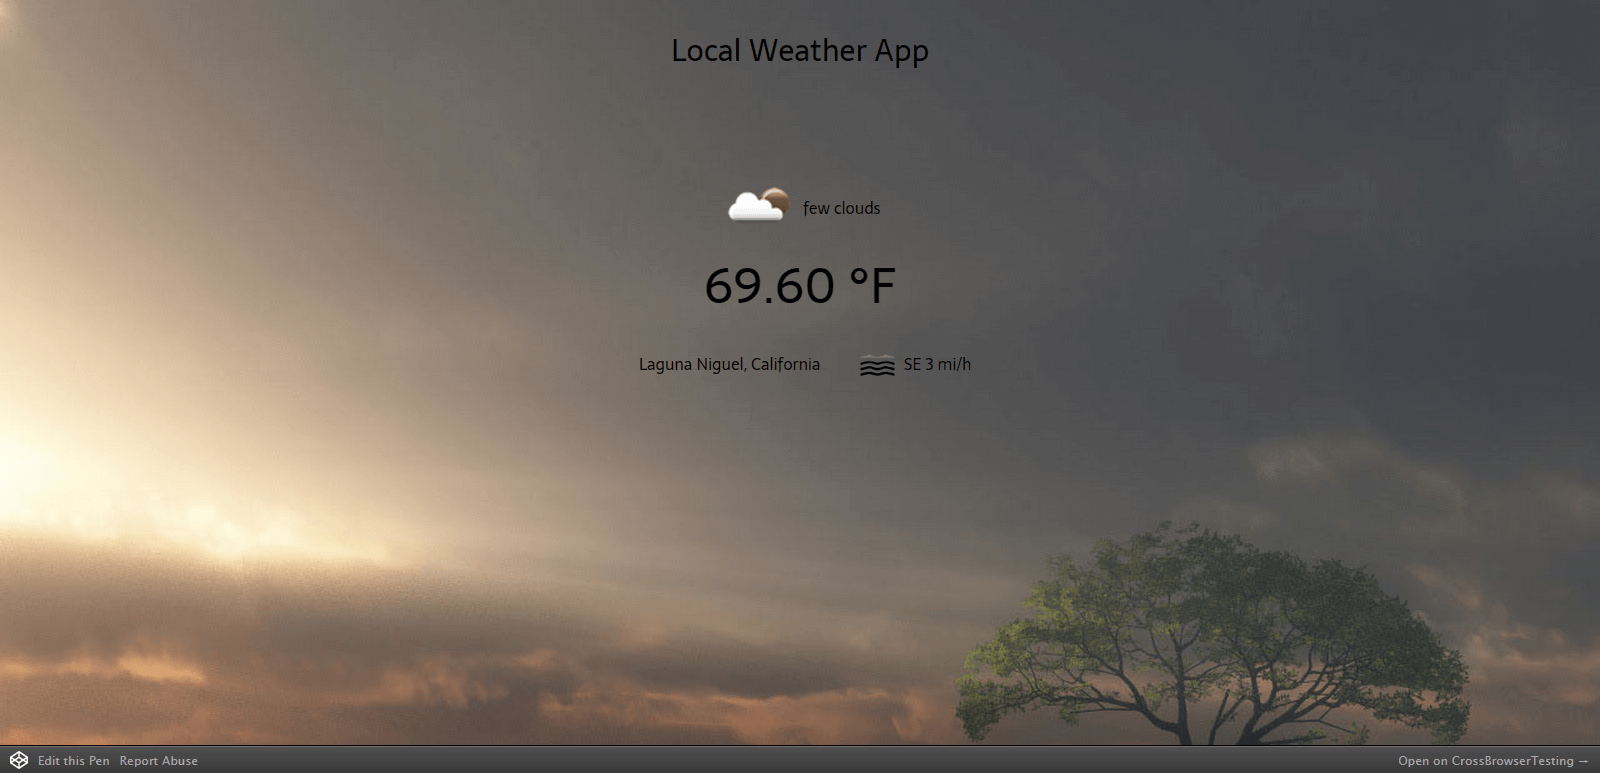 Local Weather App
few clouds
69.60 °F
Laguna Niguel, California SE 3 mi/h
Edit this Pen Report Abuse Open on CrossBrowserTesting →